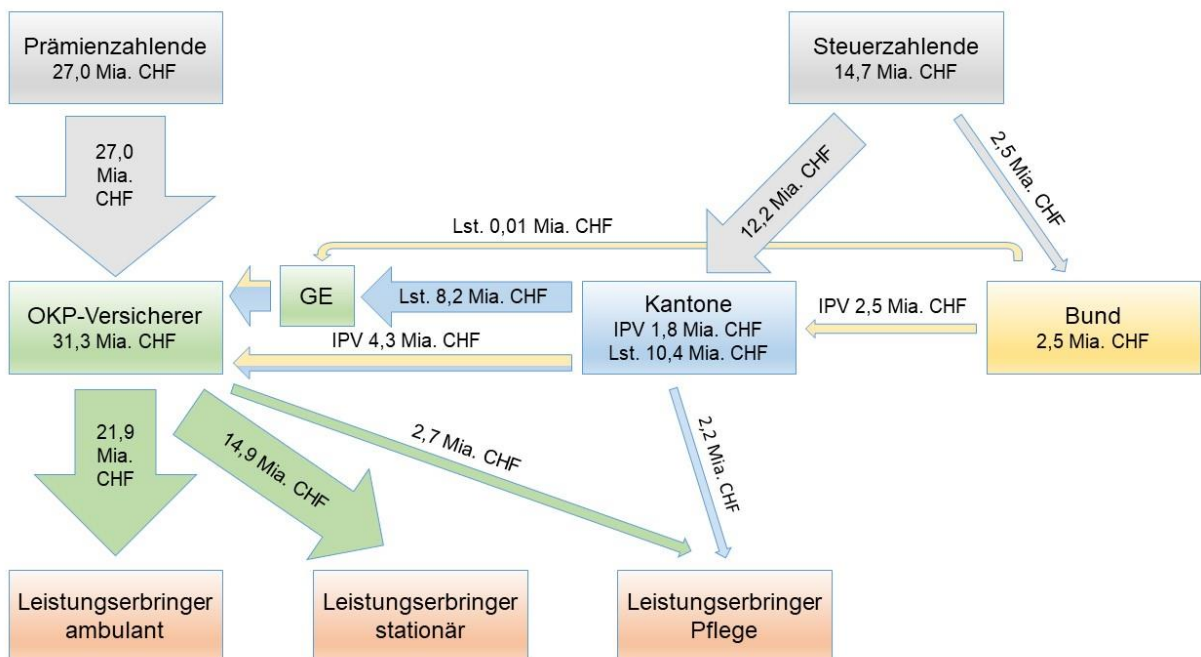 Prämienzahlende
27,0 Mia. CHF
Steuerzahlende
14,7 Mia. CHF
27,0
Mia.
CHF
12,2 Mia. CHF
2,5 Mia. CHF
Lst. 0,01 Mia. CHF
OKP-Versicherer
31,3 Mia. CHF
GE
Lst. 8,2 Mia. CHF
IPV 4,3 Mia. CHF
Kantone
IPV 1,8 Mia. CHF
Lst. 10,4 Mia. CHF
IPV 2,5 Mia. CHF
Bund
2,5 Mia. CHF
21,9
Mia.
CHF
14,9 Mia. CHF
2,7 Mia. CHF
2,2 Mia. CHF
Leistungserbringer
ambulant
Leistungserbringer
stationär
Leistungserbringer
Pflege